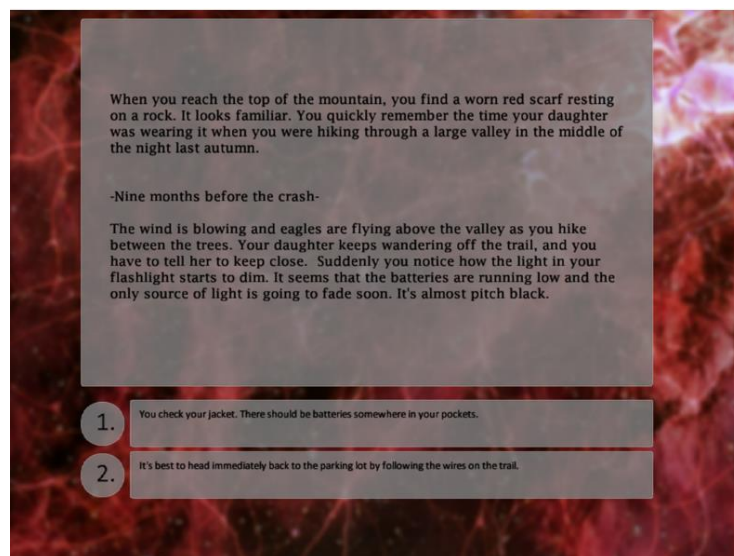 When you reach the top of the mountain, you find a worn red scarf resting
on a rock. It looks familiar. You quickly remember the time your daughter
was wearing it when you were hiking through a large valley in the middle of
the night last autumn.
-Nine months before the crash-
The wind is blowing and eagles are flying above the valley as you hike
between the trees. Your daughter keeps wandering off the trail, and you
have to tell her to keep close.  Suddenly you notice how the light in your
flashlight starts to dim. It seems that the batteries are running low and the
only source of light is going to fade soon. It's almost pitch black.
1. You check your jacket. There should be batteries somewhere in your pockets.
2. It's best to head immediately back to the parking lot by following the wires on the trail.